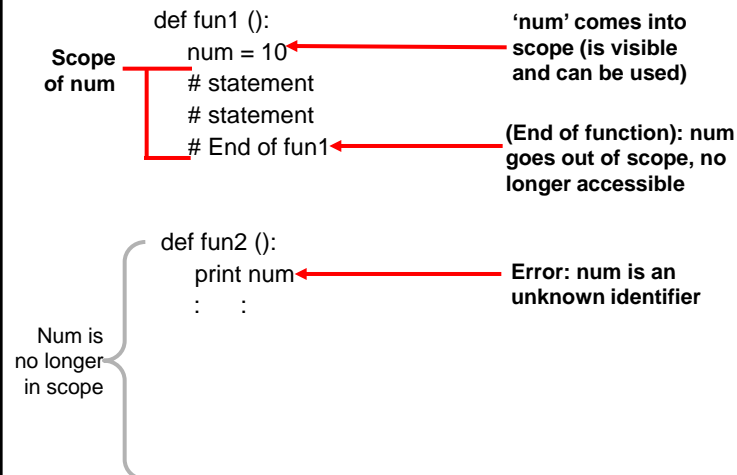 def fun1 ():
num = 10
# statement
# statement
# End of fun1
Scope
of num
‘num’ comes into
scope (is visible
and can be used)
(End of function): num
goes out of scope, no
longer accessible
def fun2 ():
print num
: :
Error: num is an
unknown identifier
Num is
no longer
in scope